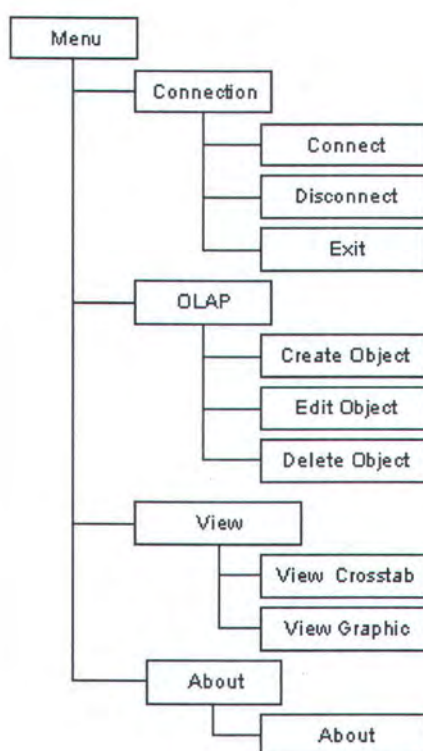 Menu
Connection
Connect
Disconnect
Exit
OLAP
Create Object
Edit Object
Delete Object
View
View Crosstab
View Graphic
About
About